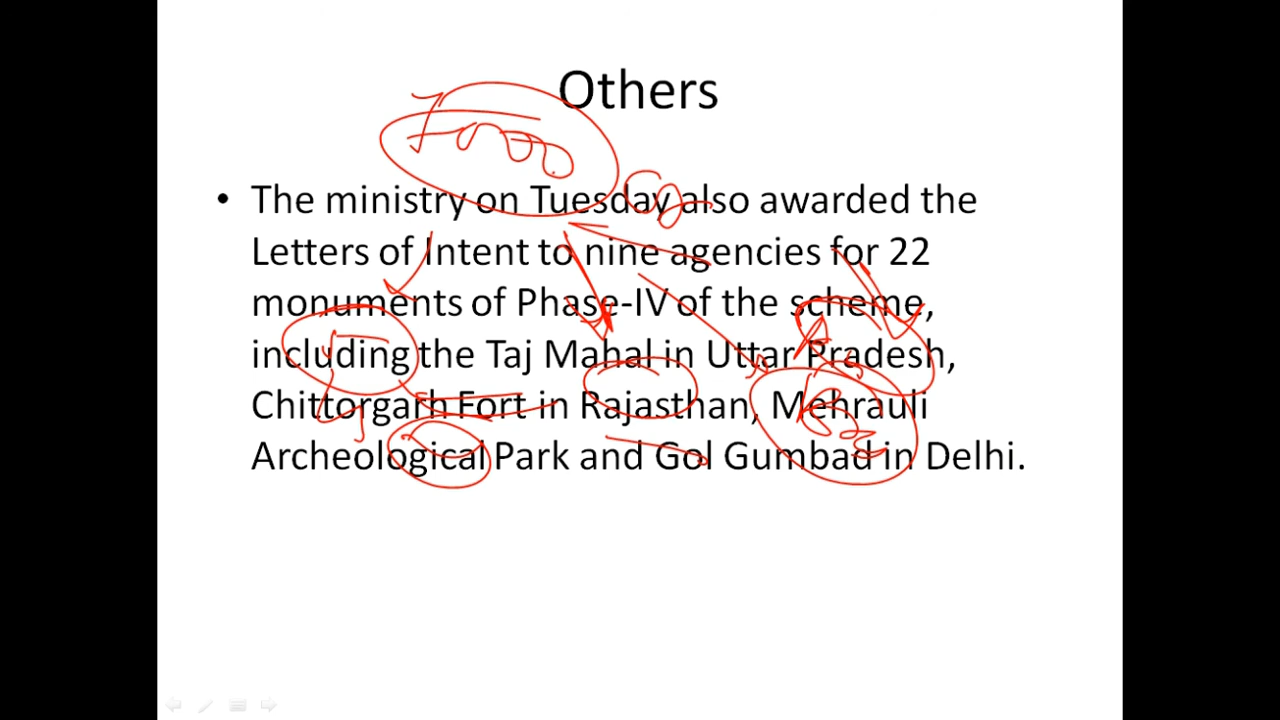 Others
• The ministry on Tuesday also awarded the
Letters of Intent to nine agencies for 22
monuments of Phase-IV of the scheme,
including the Taj Mahal in Uttar Pradesh,
Chittorgarh Fort in Rajasthan, Mehrauli
Archeological Park and Gol Gumbad in Delhi.